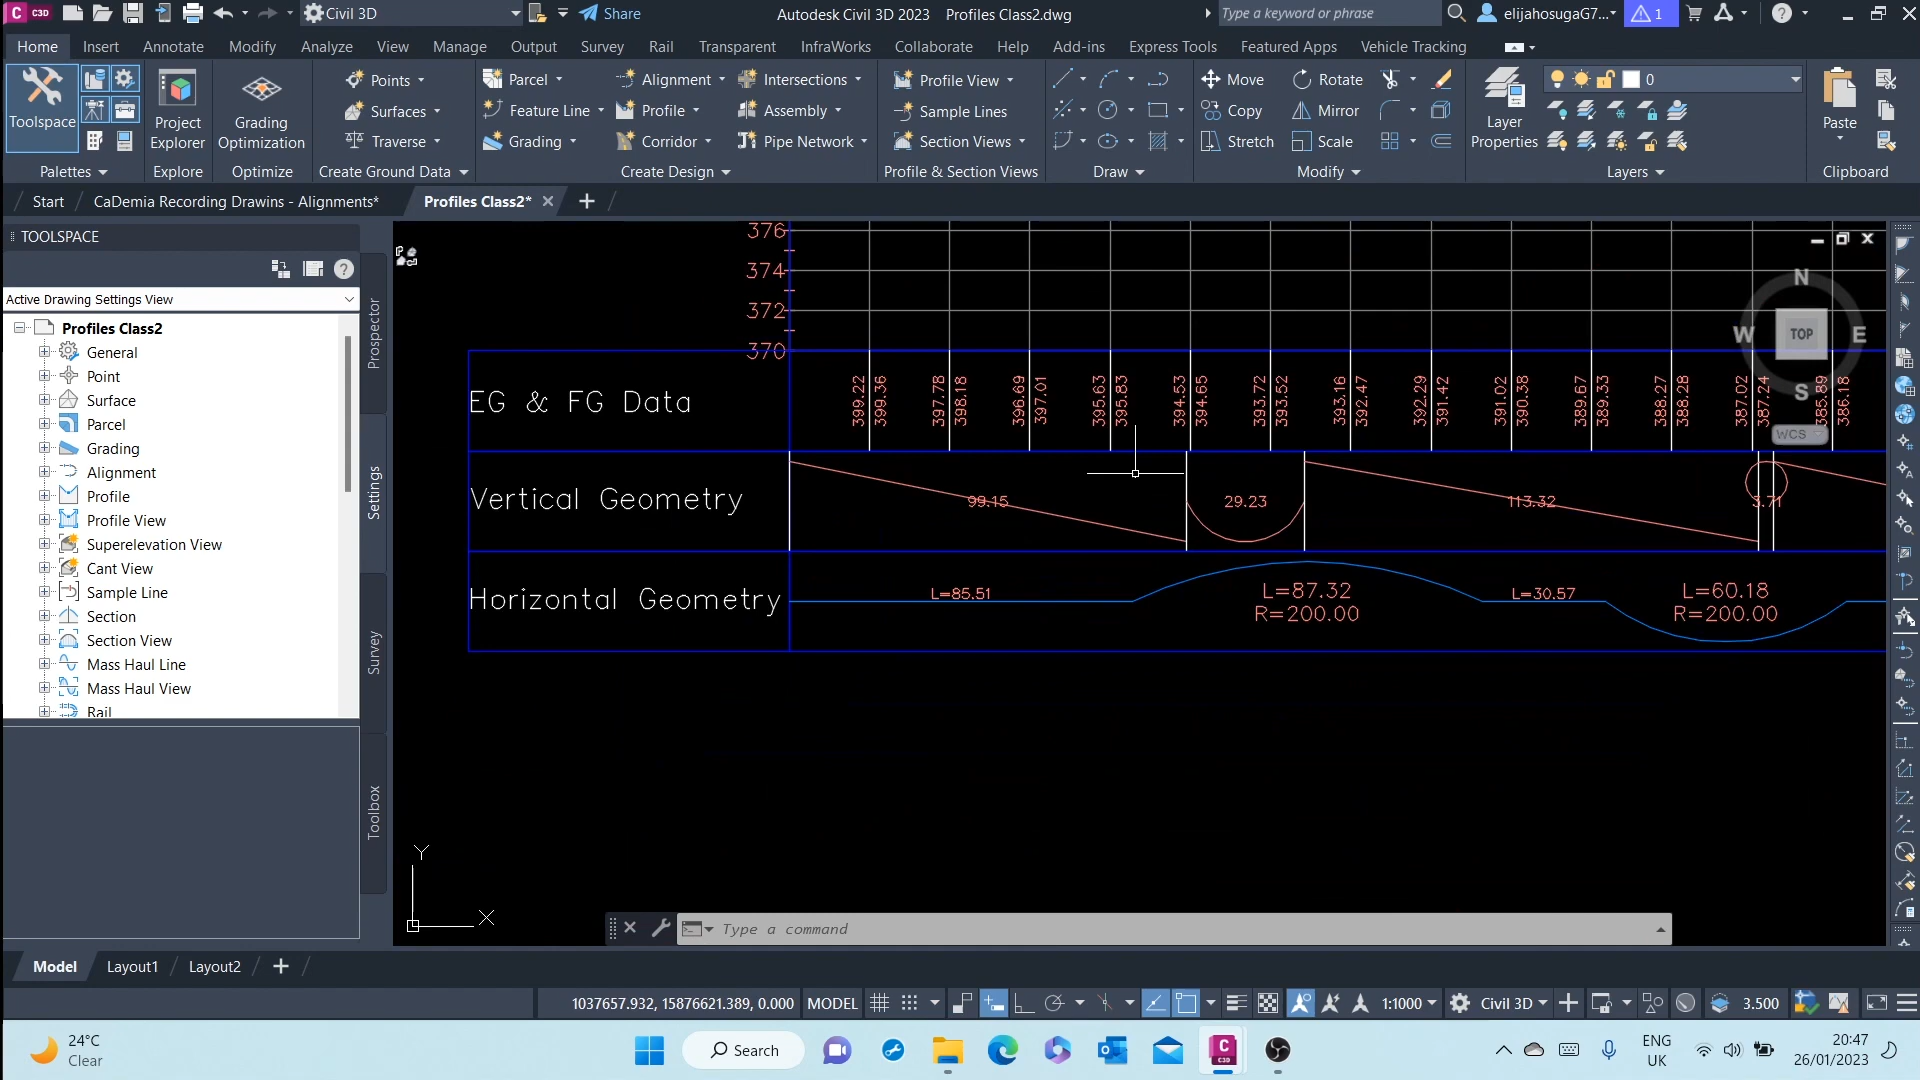 C3D
Civil 3D
Share
Autodesk Civil 3D 2023 Profiles Class2.dwg
Type a keyword or phrase
elijahosugaG7...
1
Home Insert Annotate Modify Analyze View Manage Output Survey Rail Transparent InfraWorks Collaborate Help Add-ins Express Tools Featured Apps Vehicle Tracking
Toolspace
Project Explorer
Grading Optimization
Points
Surfaces
Traverse
Parcel
Feature Line
Grading
Alignment
Profile
Corridor
Intersections
Assembly
Pipe Network
Profile View
Sample Lines
Section Views
Move
Copy
Stretch
Rotate
Mirror
Scale
Layer Properties
0
Paste
Palettes
Explore
Optimize
Create Ground Data
Create Design
Profile & Section Views
Draw
Modify
Layers
Clipboard
Start
CaDemia Recording Drawins - Alignments*
Profiles Class2*
TOOLSPACE
Active Drawing Settings View
Profiles Class2
General
Point
Surface
Parcel
Grading
Alignment
Profile
Profile View
Superelevation View
Cant View
Sample Line
Section
Section View
Mass Haul Line
Mass Haul View
Rail
Prospector
Settings
Survey
Toolbox
376
374
372
370
EG & FG Data
399.22 399.36 397.78 398.18 396.69 397.01 395.63 395.83 394.53 394.65 393.72 393.52 393.16 392.47 392.29 391.42 391.02 390.38 389.67 389.33 388.27 388.28 387.02 387.24 385.89 386.18
Vertical Geometry
99.15 29.23 113.32 3.71
Horizontal Geometry
L=85.51
L=87.32
R=200.00
L=30.57
L=60.18
R=200.00
N
W TOP E
S
WCS
Y
X
Type a command
Model Layout1 Layout2
1037657.932, 15876621.389, 0.000 MODEL
1:1000
Civil 3D
3.500
24°C
Clear
Search
C3D
ENG
UK
20:47
26/01/2023